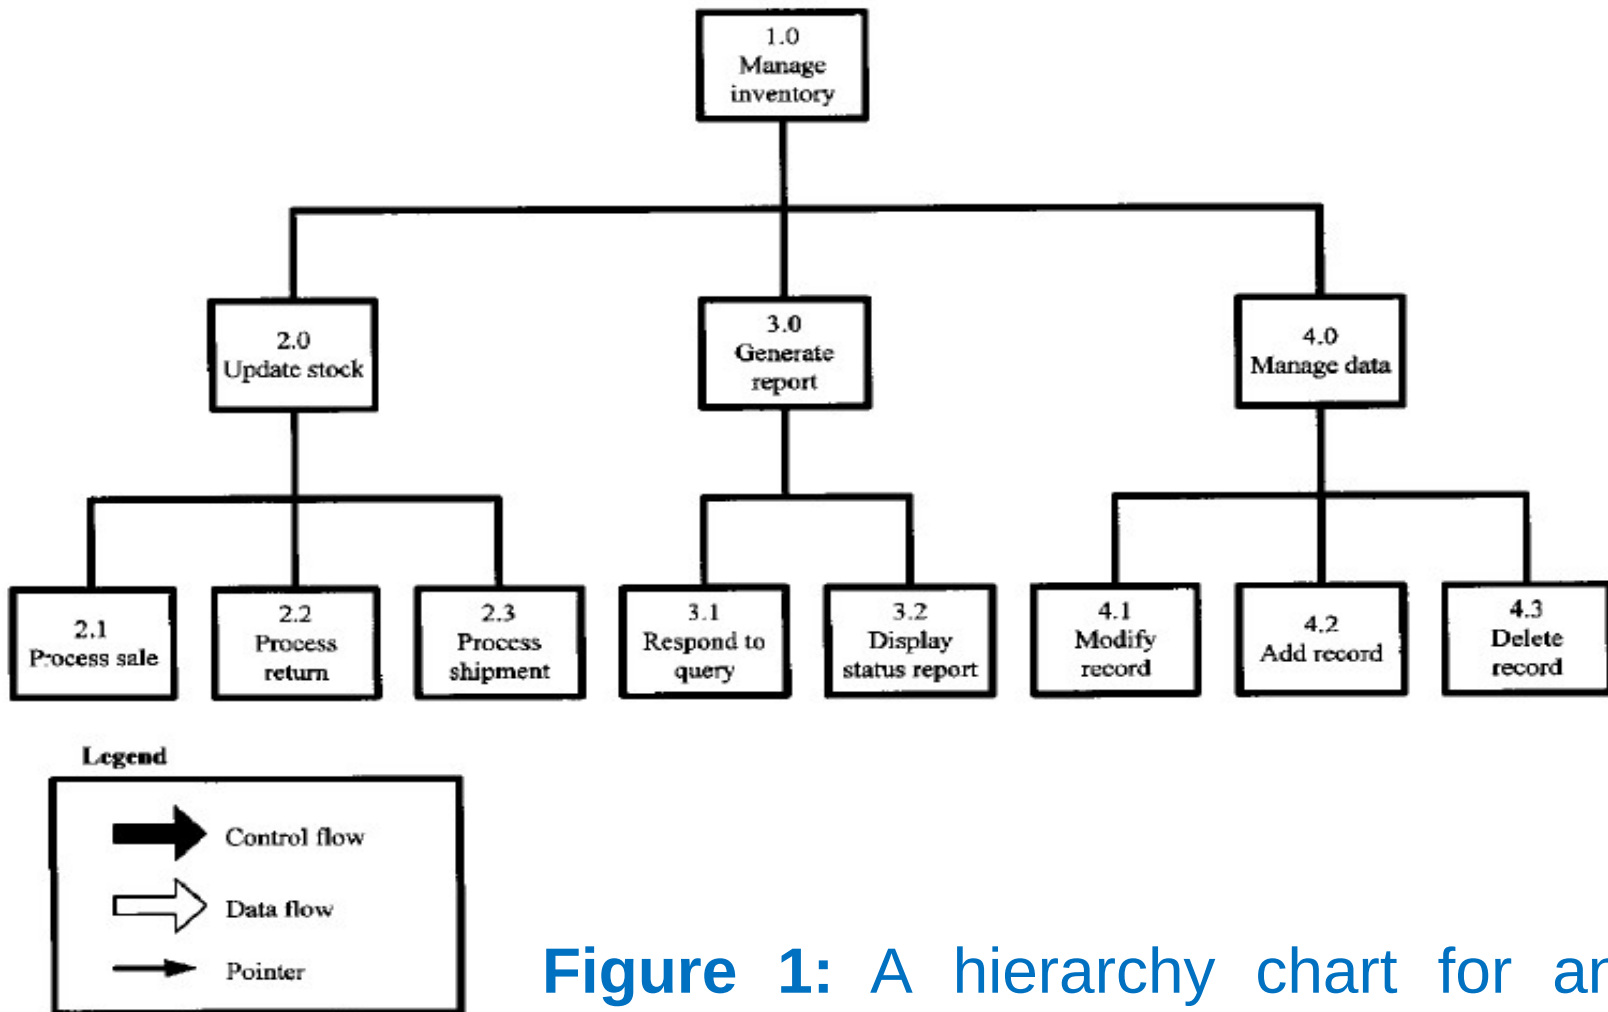 1.0
Manage
inventory
2.0
Update stock
3.0
Generate
report
4.0
Manage data
2.1
Process sale
2.2
Process
return
2.3
Process
shipment
3.1
Respond to
query
3.2
Display
status report
4.1
Modify
record
4.2
Add record
4.3
Delete
record
Legend
Control flow
Data flow
Pointer
Figure 1: A hierarchy chart for an